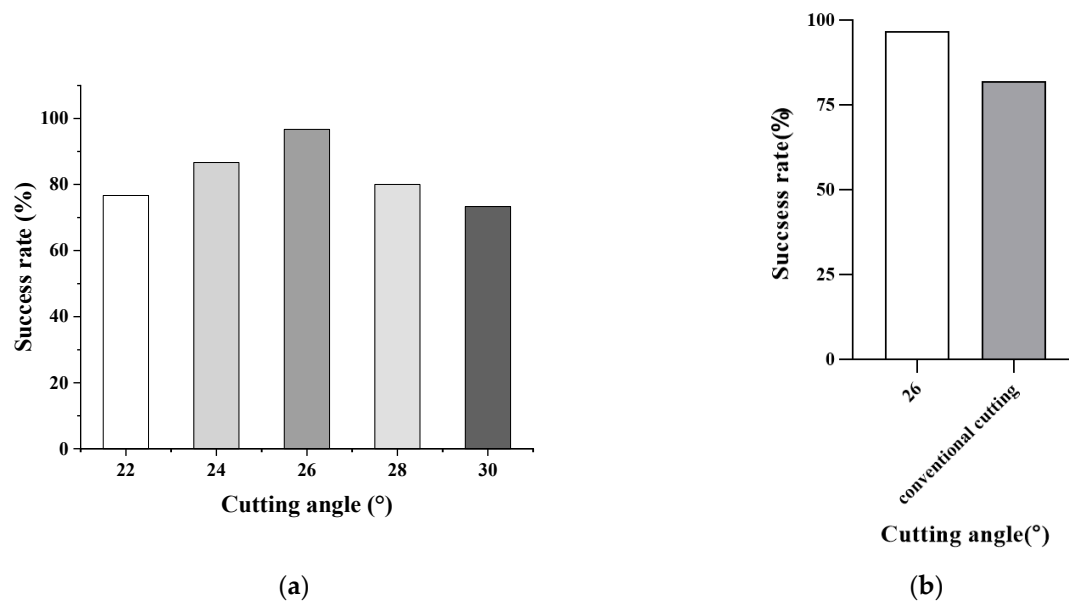 Success rate (%)
100
80
60
40
20
0
22 24 26 28 30
Cutting angle (°)
(a)
Succsess rate(%)
100
75
50
25
0
26
conventional cutting
Cutting angle(°)
(b)